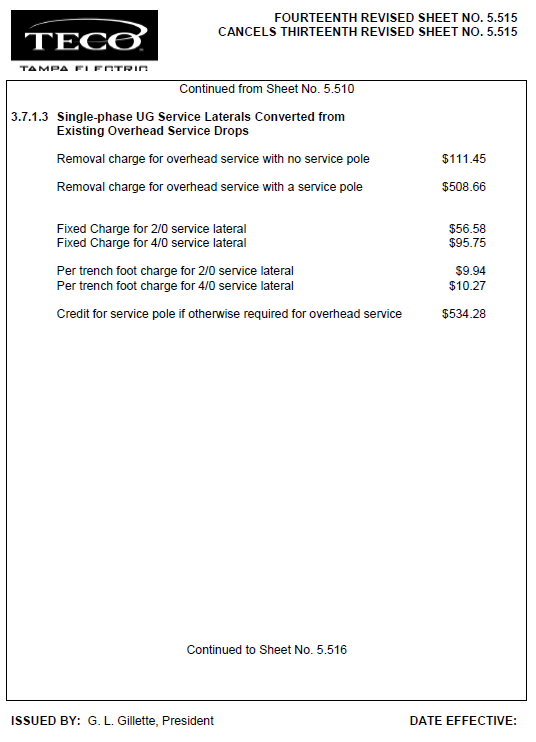 FOURTEENTH REVISED SHEET NO. 5.515
CANCELS THIRTEENTH REVISED SHEET NO. 5.515
TECO
TAMPA ELECTRIC
Continued from Sheet No. 5.510
3.7.1.3 Single-phase UG Service Laterals Converted from
Existing Overhead Service Drops
Removal charge for overhead service with no service pole $111.45
Removal charge for overhead service with a service pole $508.66
Fixed Charge for 2/0 service lateral $56.58
Fixed Charge for 4/0 service lateral $95.75
Per trench foot charge for 2/0 service lateral $9.94
Per trench foot charge for 4/0 service lateral $10.27
Credit for service pole if otherwise required for overhead service $534.28
Continued to Sheet No. 5.516
ISSUED BY: G. L. Gillette, President DATE EFFECTIVE: